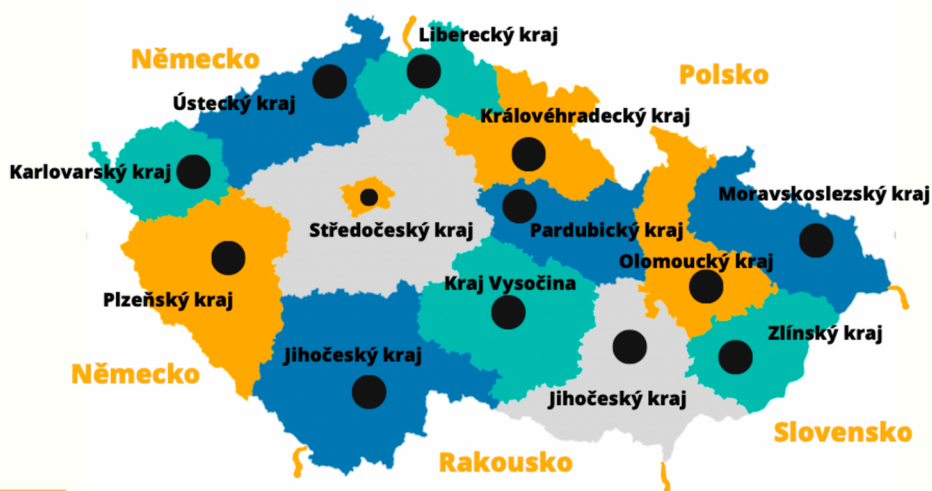 Liberecký kraj
Německo
Polsko
Ústecký kraj
Královéhradecký kraj
Karlovarský kraj
Moravskoslezský kraj
Středočeský kraj
Pardubický kraj
Olomoucký kraj
Kraj Vysočina
Plzeňský kraj
Zlínský kraj
Jihočeský kraj
Německo
Jihočeský kraj
Slovensko
Rakousko